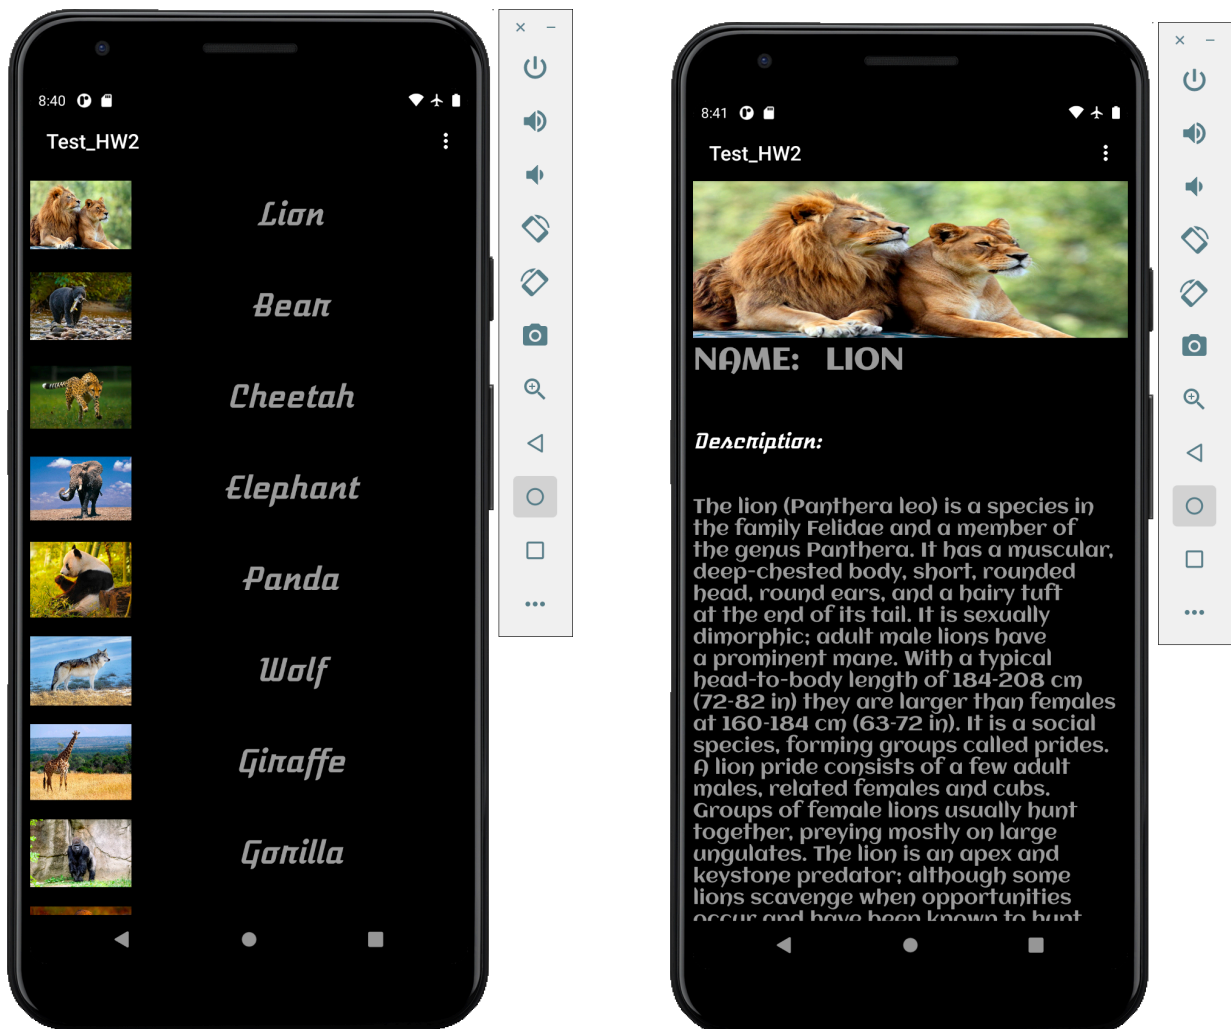 8:40
Test_HW2
Lion
Bear
Cheetah
Elephant
Panda
Wolf
Giraffe
Gorilla
8:41
Test_HW2
NAME: LION
Description:
The lion (Panthera leo) is a species in
the family Felidae and a member of
the genus Panthera. It has a muscular,
deep-chested body, short, rounded
head, round ears, and a hairy tuft
at the end of its tail. It is sexually
dimorphic; adult male lions have
a prominent mane. With a typical
head-to-body length of 184-208 cm
(72-82 in) they are larger than females
at 160-184 cm (63-72 in). It is a social
species, forming groups called prides.
A lion pride consists of a few adult
males, related females and cubs.
Groups of female lions usually hunt
together, preying mostly on large
ungulates. The lion is an apex and
keystone predator; although some
lions scavenge when opportunities
occur and have been known to hunt